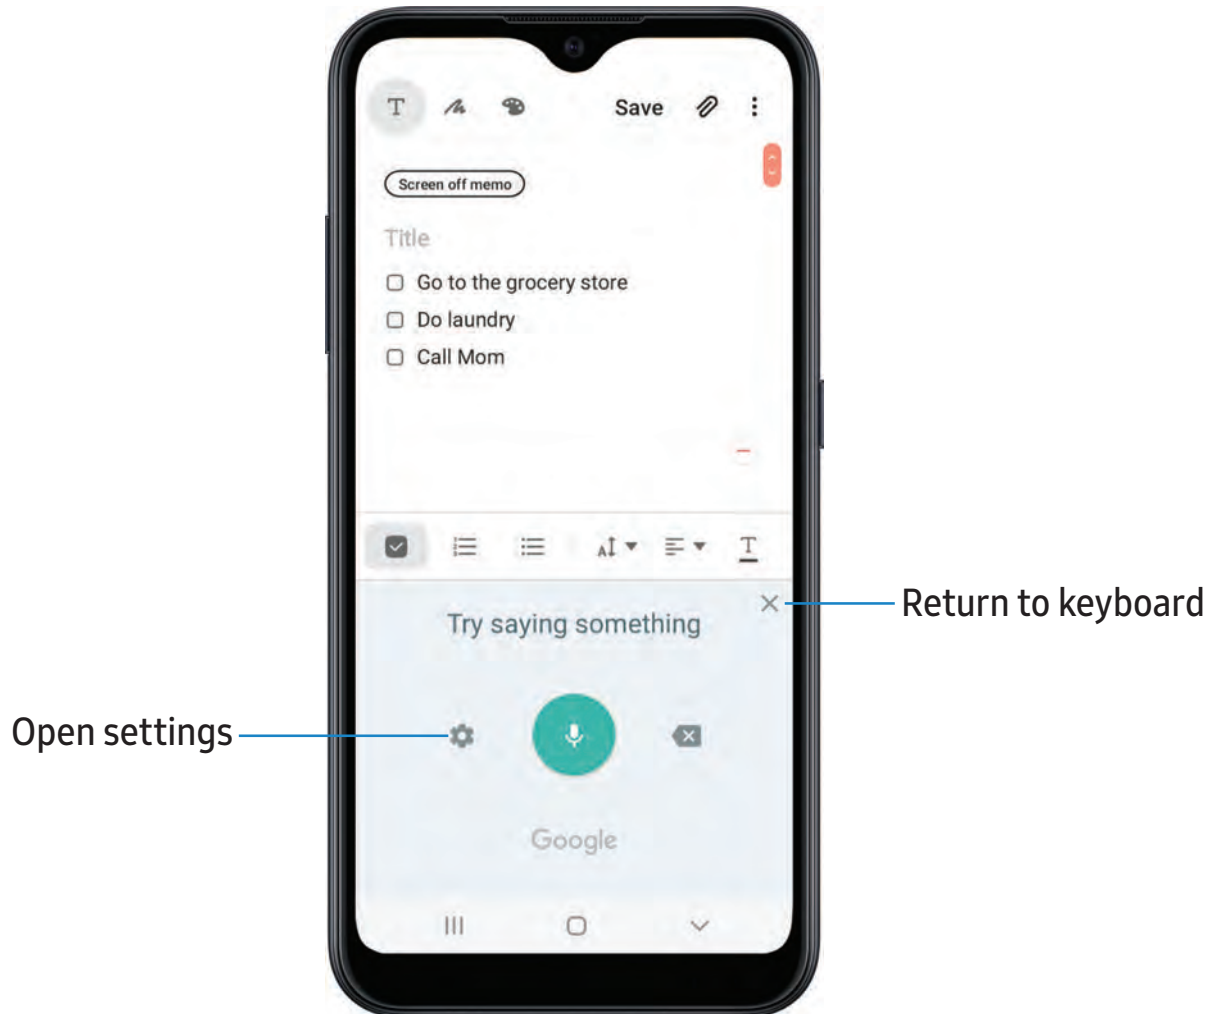 T
Save
Screen off memo
Title
Go to the grocery store
Do laundry
Call Mom
A
T
Return to keyboard
Try saying something
Open settings
Google